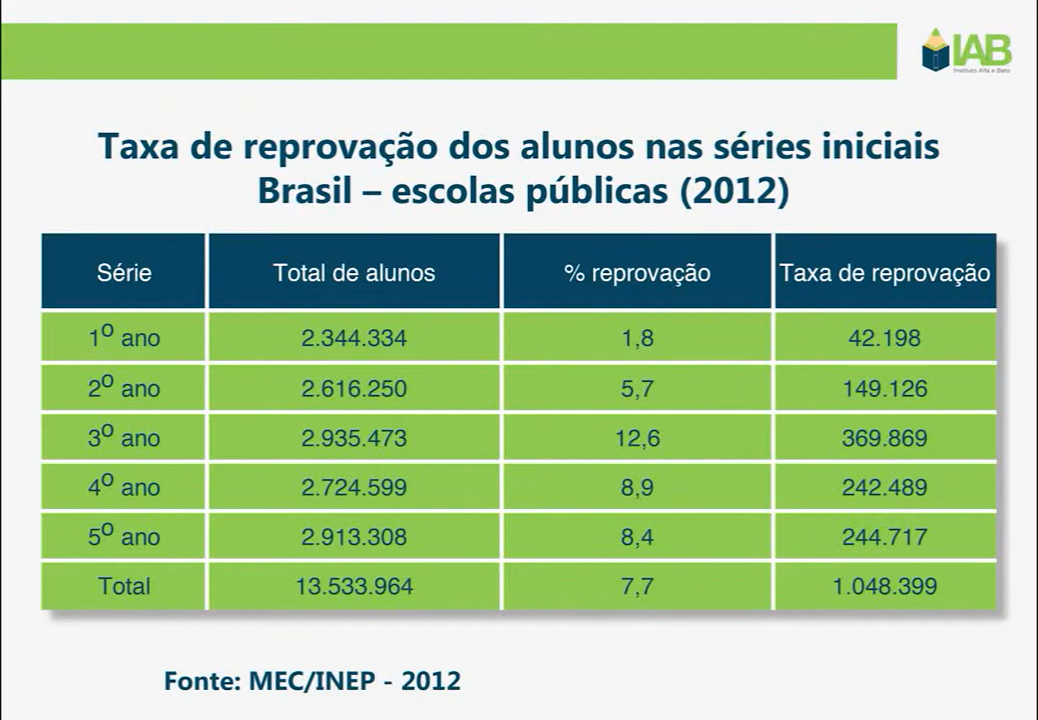 IAB
Instituto Alfa e Beto
Taxa de reprovação dos alunos nas séries iniciais
Brasil – escolas públicas (2012)
Série Total de alunos % reprovação Taxa de reprovação
1º ano 2.344.334 1,8 42.198
2º ano 2.616.250 5,7 149.126
3º ano 2.935.473 12,6 369.869
4º ano 2.724.599 8,9 242.489
5º ano 2.913.308 8,4 244.717
Total 13.533.964 7,7 1.048.399
Fonte: MEC/INEP - 2012